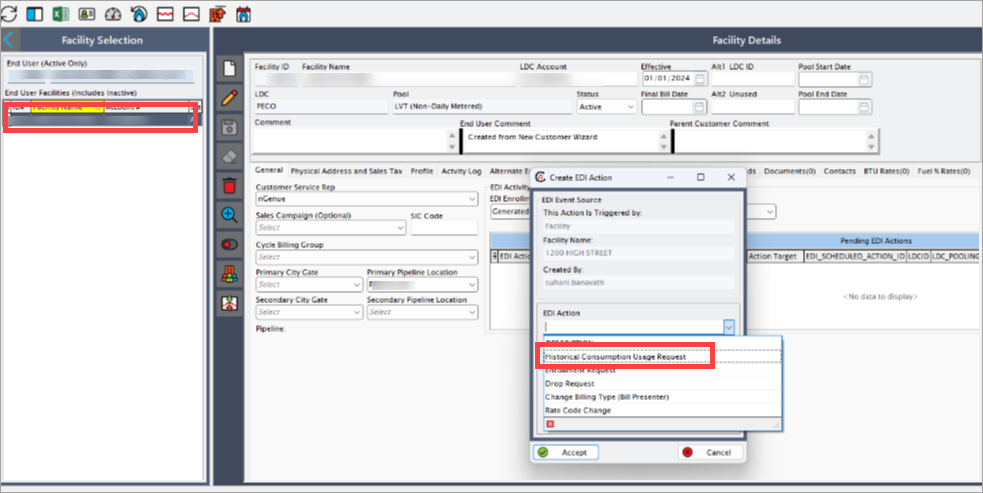 Facility Selection
Facility Details
End User (Active Only)
End User Facilities (Includes Inactive)
Facility Name
Account #
Facility ID Facility Name LDC Account Effective Alt1 LDC ID Pool Start Date
01/01/2024
LDC Pool Status Final Bill Date Alt2 Unused Pool End Date
PECO LVT (Non-Daily Metered) Active
Comment End User Comment Parent Customer Comment
Created from New Customer Wizard
General Physical Address and Sales Tax Profile Activity Log Alternate Documents(0) Contacts BTU Rates(0) Fuel % Rates(0)
Customer Service Rep
nGenue
Sales Campaign (Optional) SIC Code
Select
Cycle Billing Group
Select
Primary City Gate Primary Pipeline Location
Select
Secondary City Gate Secondary Pipeline Location
Select Select
Pipeline
EDI Activity
EDI Enrollm
Generated
EDI Actio
Pending EDI Actions
Action Target EDI_SCHEDULED_ACTION_ID LDCID LDC_POOLING
<No data to display>
Create EDI Action
EDI Event Source
This Action Is Triggered by:
Facility
Facility Name:
1200 HIGH STREET
Created By:
suhani.banavath
EDI Action
DESCRIPTION
Historical Consumption Usage Request
Enrollment Request
Drop Request
Change Billing Type (Bill Presenter)
Rate Code Change
Accept Cancel